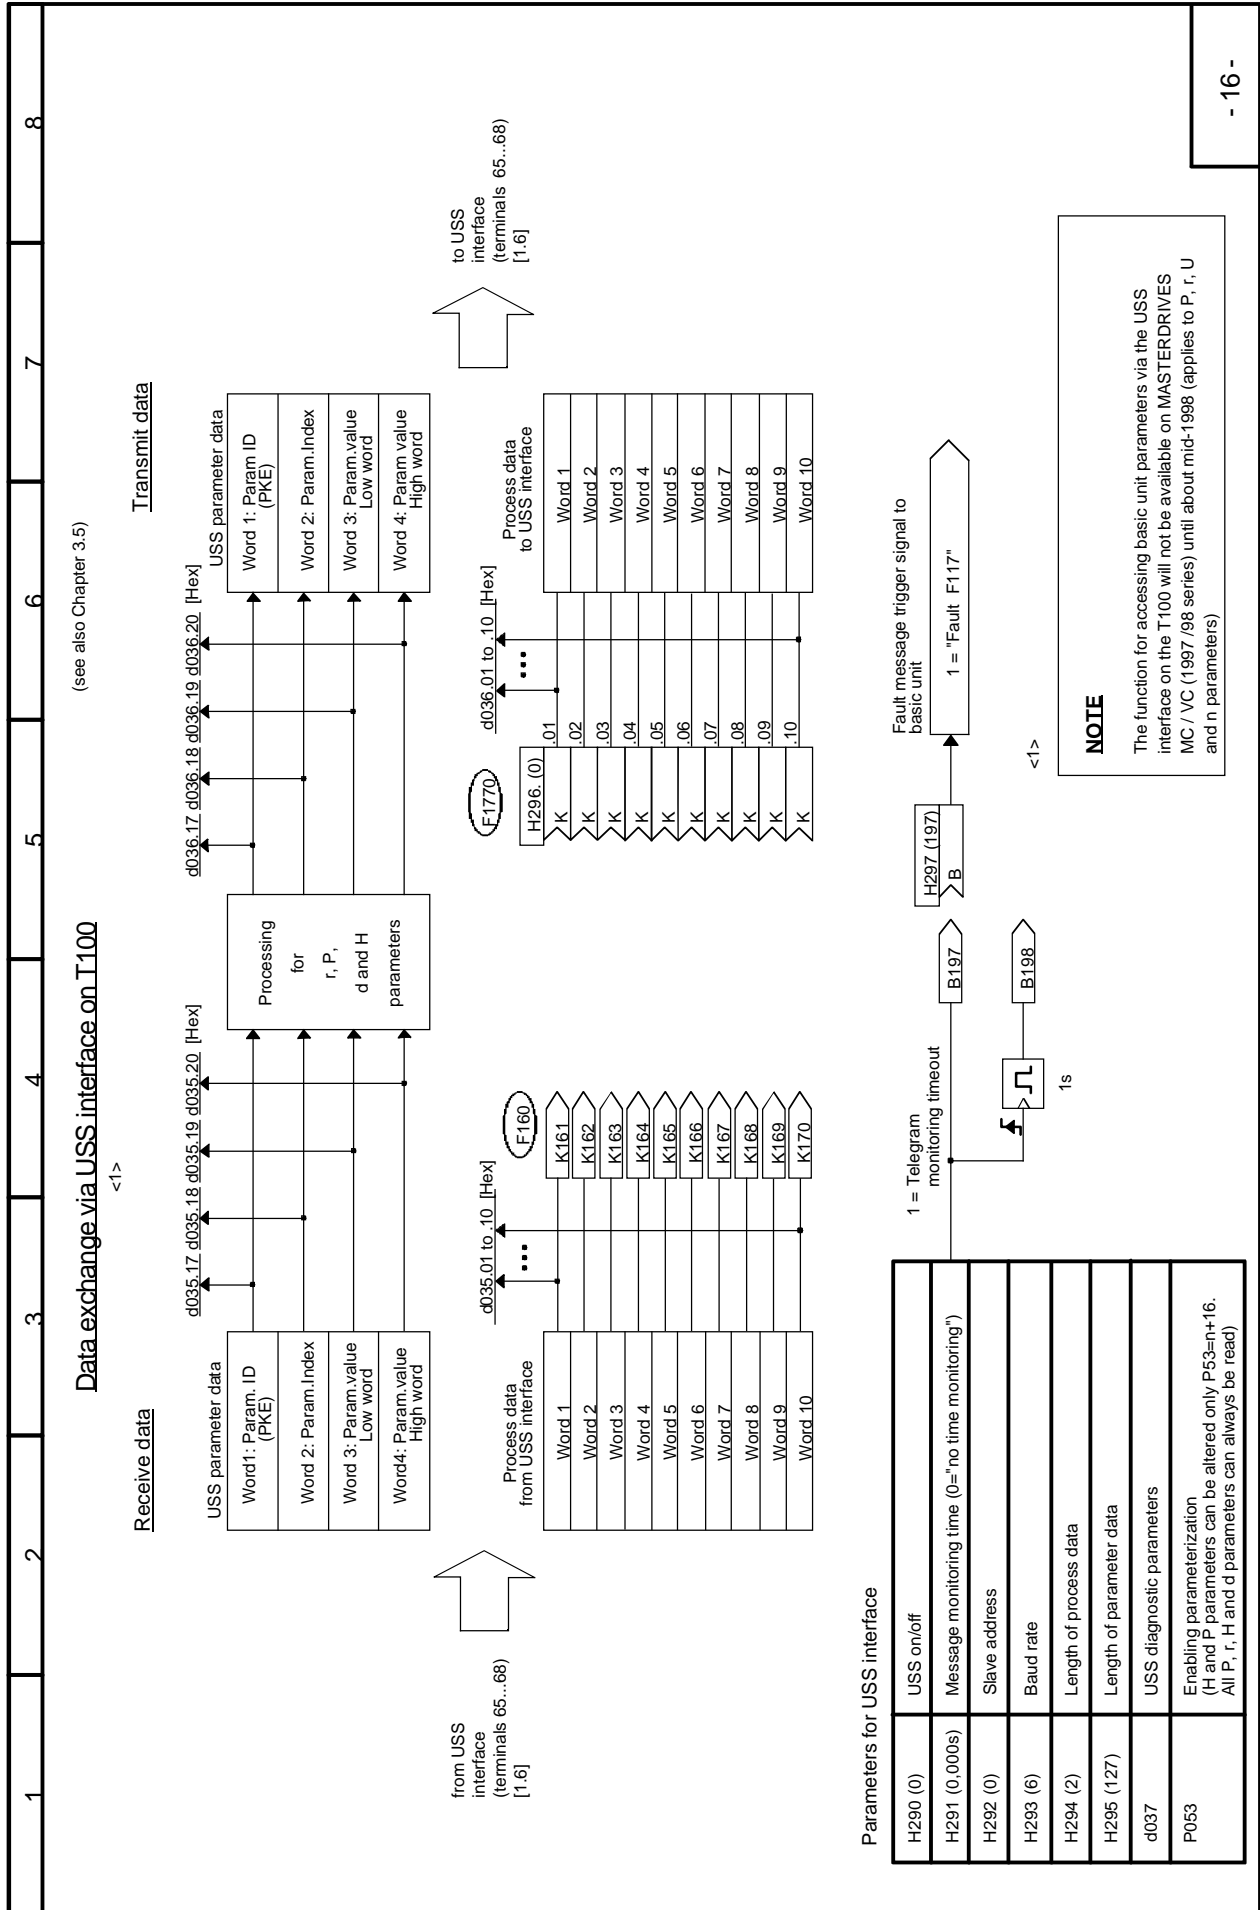 1 2 3 4 5 6 7 8
Data exchange via USS interface on T100
<1>
(see also Chapter 3.5)
Receive data
Transmit data
USS parameter data
Word1: Param. ID
(PKE)
Word 2: Param.Index
Word 3: Param.value
Low word
Word4: Param.value
High word
d035.17 d035.18 d035.19 d035.20 [Hex]
Processing
for
r, P,
d and H
parameters
d036.17 d036.18 d036.19 d036.20 [Hex]
USS parameter data
Word 1: Param ID
(PKE)
Word 2: Param.Index
Word 3: Param.value
Low word
Word 4: Param value
High word
from USS
interface
(terminals 65...68)
[1.6]
to USS
interface
(terminals 65...68)
[1.6]
Process data
from USS interface
Word 1
Word 2
Word 3
Word 4
Word 5
Word 6
Word 7
Word 8
Word 9
Word 10
d035.01 to .10 [Hex]
F160
K161
K162
K163
K164
K165
K166
K167
K168
K169
K170
F1770
H296. (0)
K .01
K .02
K .03
K .04
K .05
K .06
K .07
K .08
K .09
K .10
d036.01 to .10 [Hex]
Process data
to USS interface
Word 1
Word 2
Word 3
Word 4
Word 5
Word 6
Word 7
Word 8
Word 9
Word 10
Parameters for USS interface
H290 (0) USS on/off
H291 (0,000s) Message monitoring time (0="no time monitoring")
H292 (0) Slave address
H293 (6) Baud rate
H294 (2) Length of process data
H295 (127) Length of parameter data
d037 USS diagnostic parameters
P053 Enabling parameterization
(H and P parameters can be altered only P53=n+16.
All P, r, H and d parameters can always be read)
1 = Telegram
monitoring timeout
B197
1s
B198
H297 (197)
B
Fault message trigger signal to
basic unit
1 = "Fault F117"
<1>
NOTE
The function for accessing basic unit parameters via the USS
interface on the T100 will not be available on MASTERDRIVES
MC / VC (1997 /98 series) until about mid-1998 (applies to P, r, U
and n parameters)
- 16 -